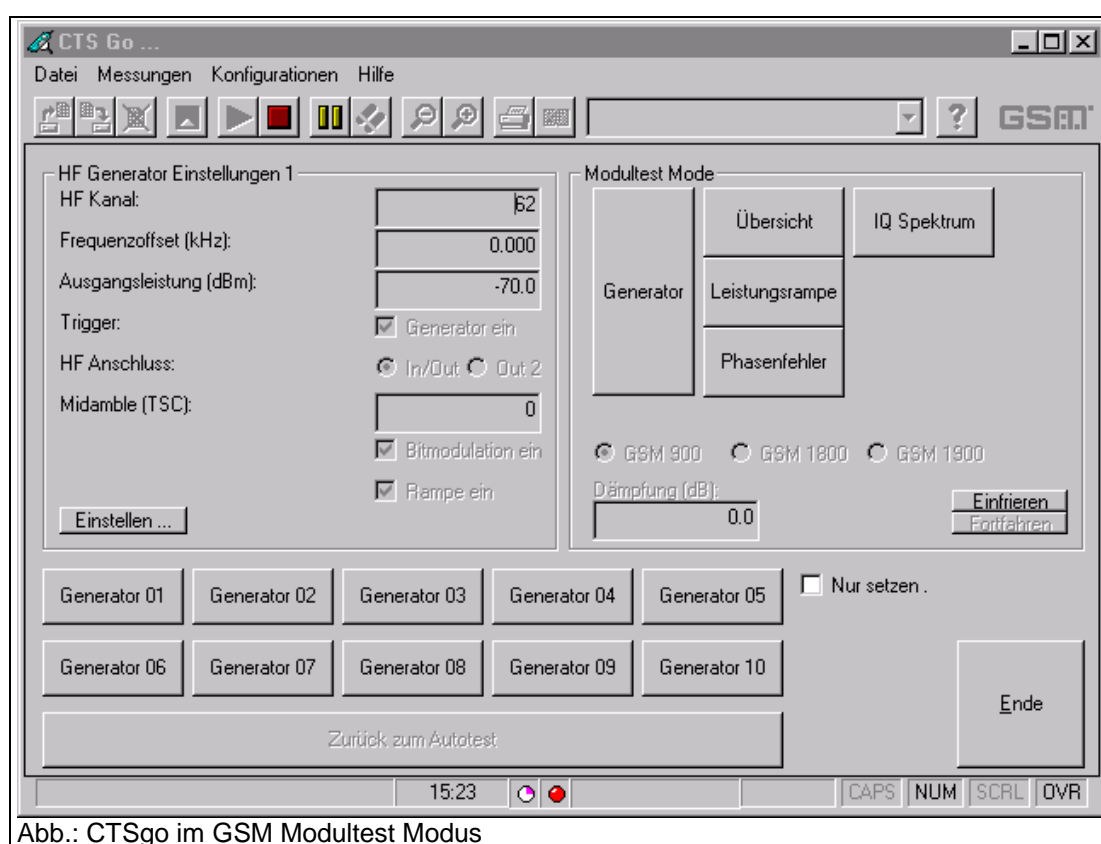 CTS Go ...
Datei Messungen Konfigurationen Hilfe
? GSM
HF Generator Einstellungen 1
HF Kanal: 62
Frequenzoffset (kHz): 0.000
Ausgangsleistung (dBm): -70.0
Trigger: Generator ein
HF Anschluss: In/Out Out 2
Midamble (TSC): 0
Bitmodulation ein
Rampe ein
Einstellen ...
Modultest Mode
Generator
Übersicht
IQ Spektrum
Leistungsrampe
Phasenfehler
GSM 900 GSM 1800 GSM 1900
Dämpfung (dB):
0.0
Einfrieren
Fortfahren
Generator 01 Generator 02 Generator 03 Generator 04 Generator 05 Nur setzen .
Generator 06 Generator 07 Generator 08 Generator 09 Generator 10
Ende
Zurück zum Autotest
15:23 CAPS NUM SCRL OVR
Abb.: CTSgo im GSM Modultest Modus